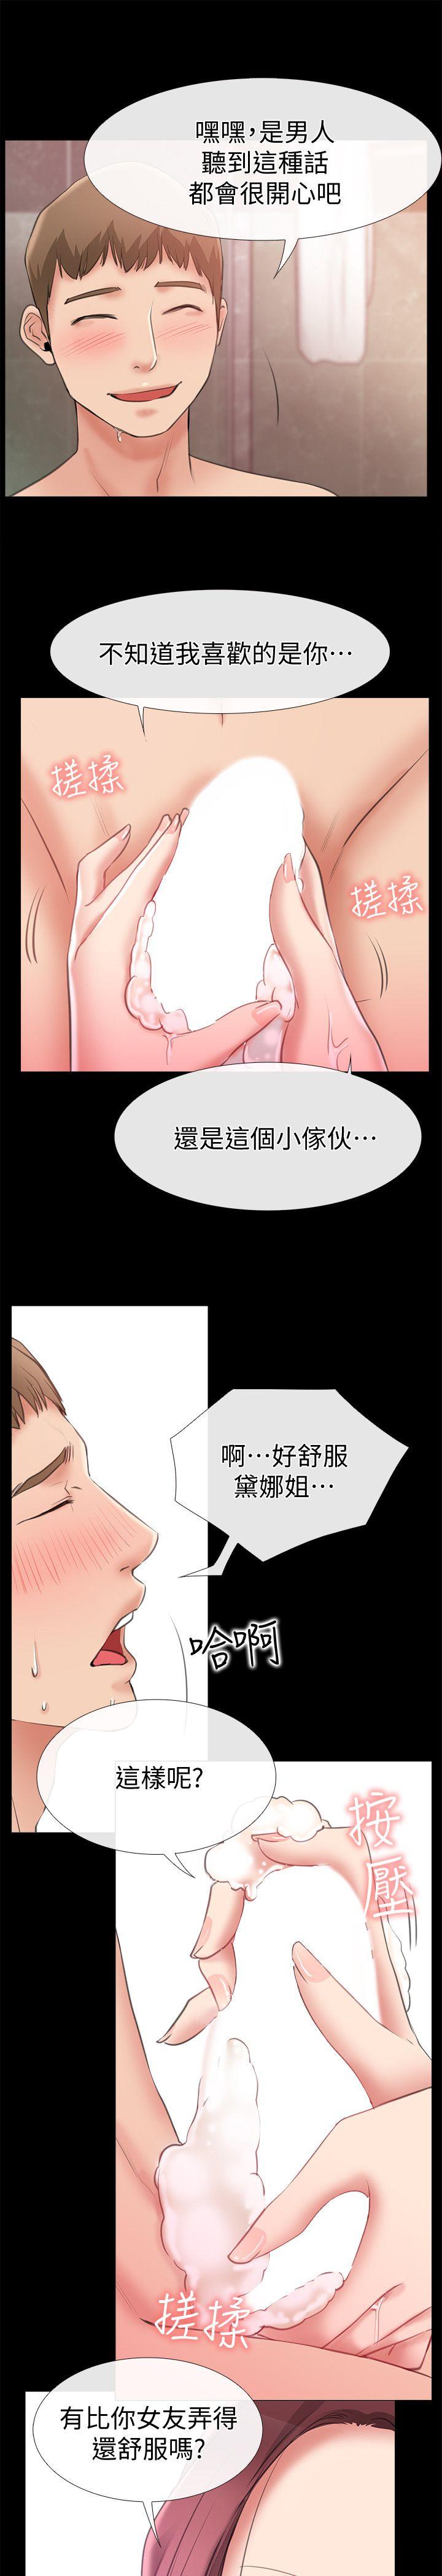 嘿嘿，是男人
聽到這種話
都會很開心吧
不知道我喜歡的是你…
搓揉
搓揉
還是這個小傢伙…
啊…好舒服
黛娜姐…
哈啊
這樣呢?
按
壓
搓揉
有比你女友弄得
還舒服嗎?